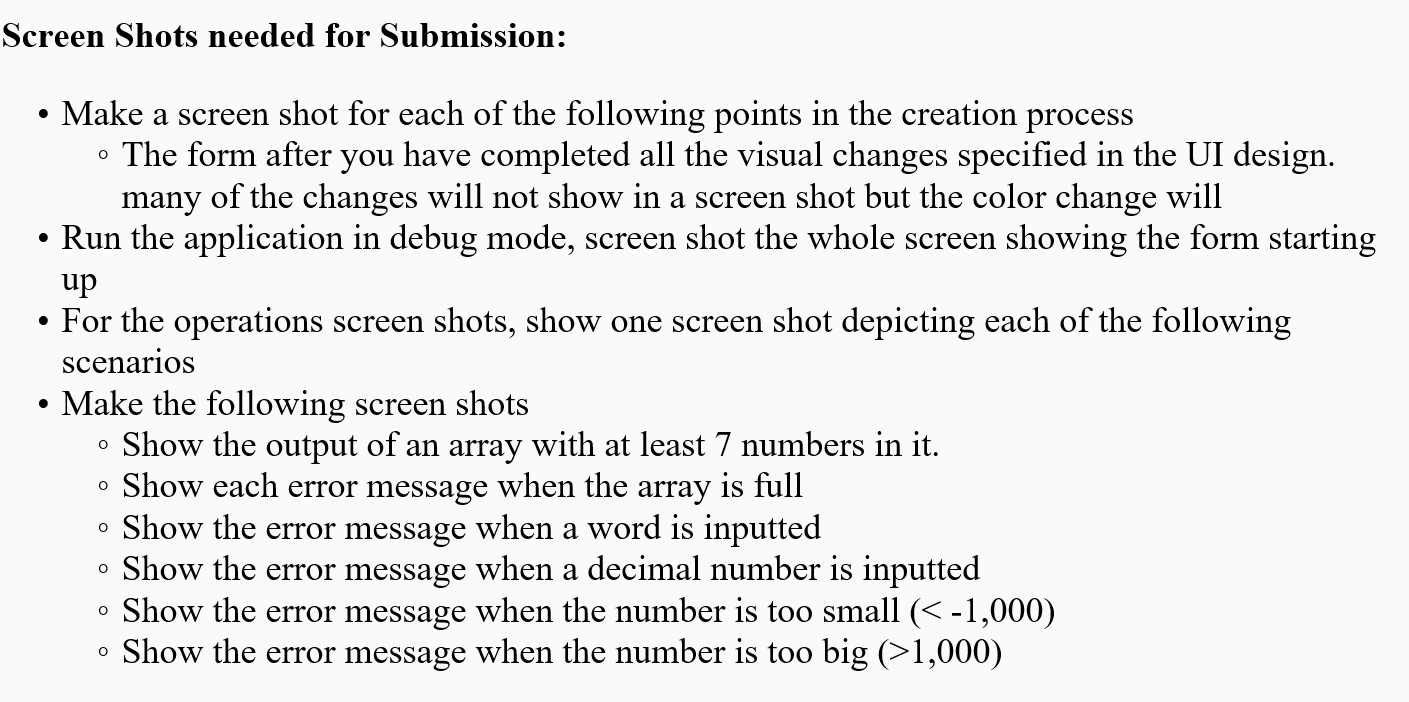 Screen Shots needed for Submission:
• Make a screen shot for each of the following points in the creation process
◦ The form after you have completed all the visual changes specified in the UI design.
many of the changes will not show in a screen shot but the color change will
• Run the application in debug mode, screen shot the whole screen showing the form starting
up
• For the operations screen shots, show one screen shot depicting each of the following
scenarios
• Make the following screen shots
◦ Show the output of an array with at least 7 numbers in it.
◦ Show each error message when the array is full
◦ Show the error message when a word is inputted
◦ Show the error message when a decimal number is inputted
◦ Show the error message when the number is too small (< -1,000)
◦ Show the error message when the number is too big (>1,000)